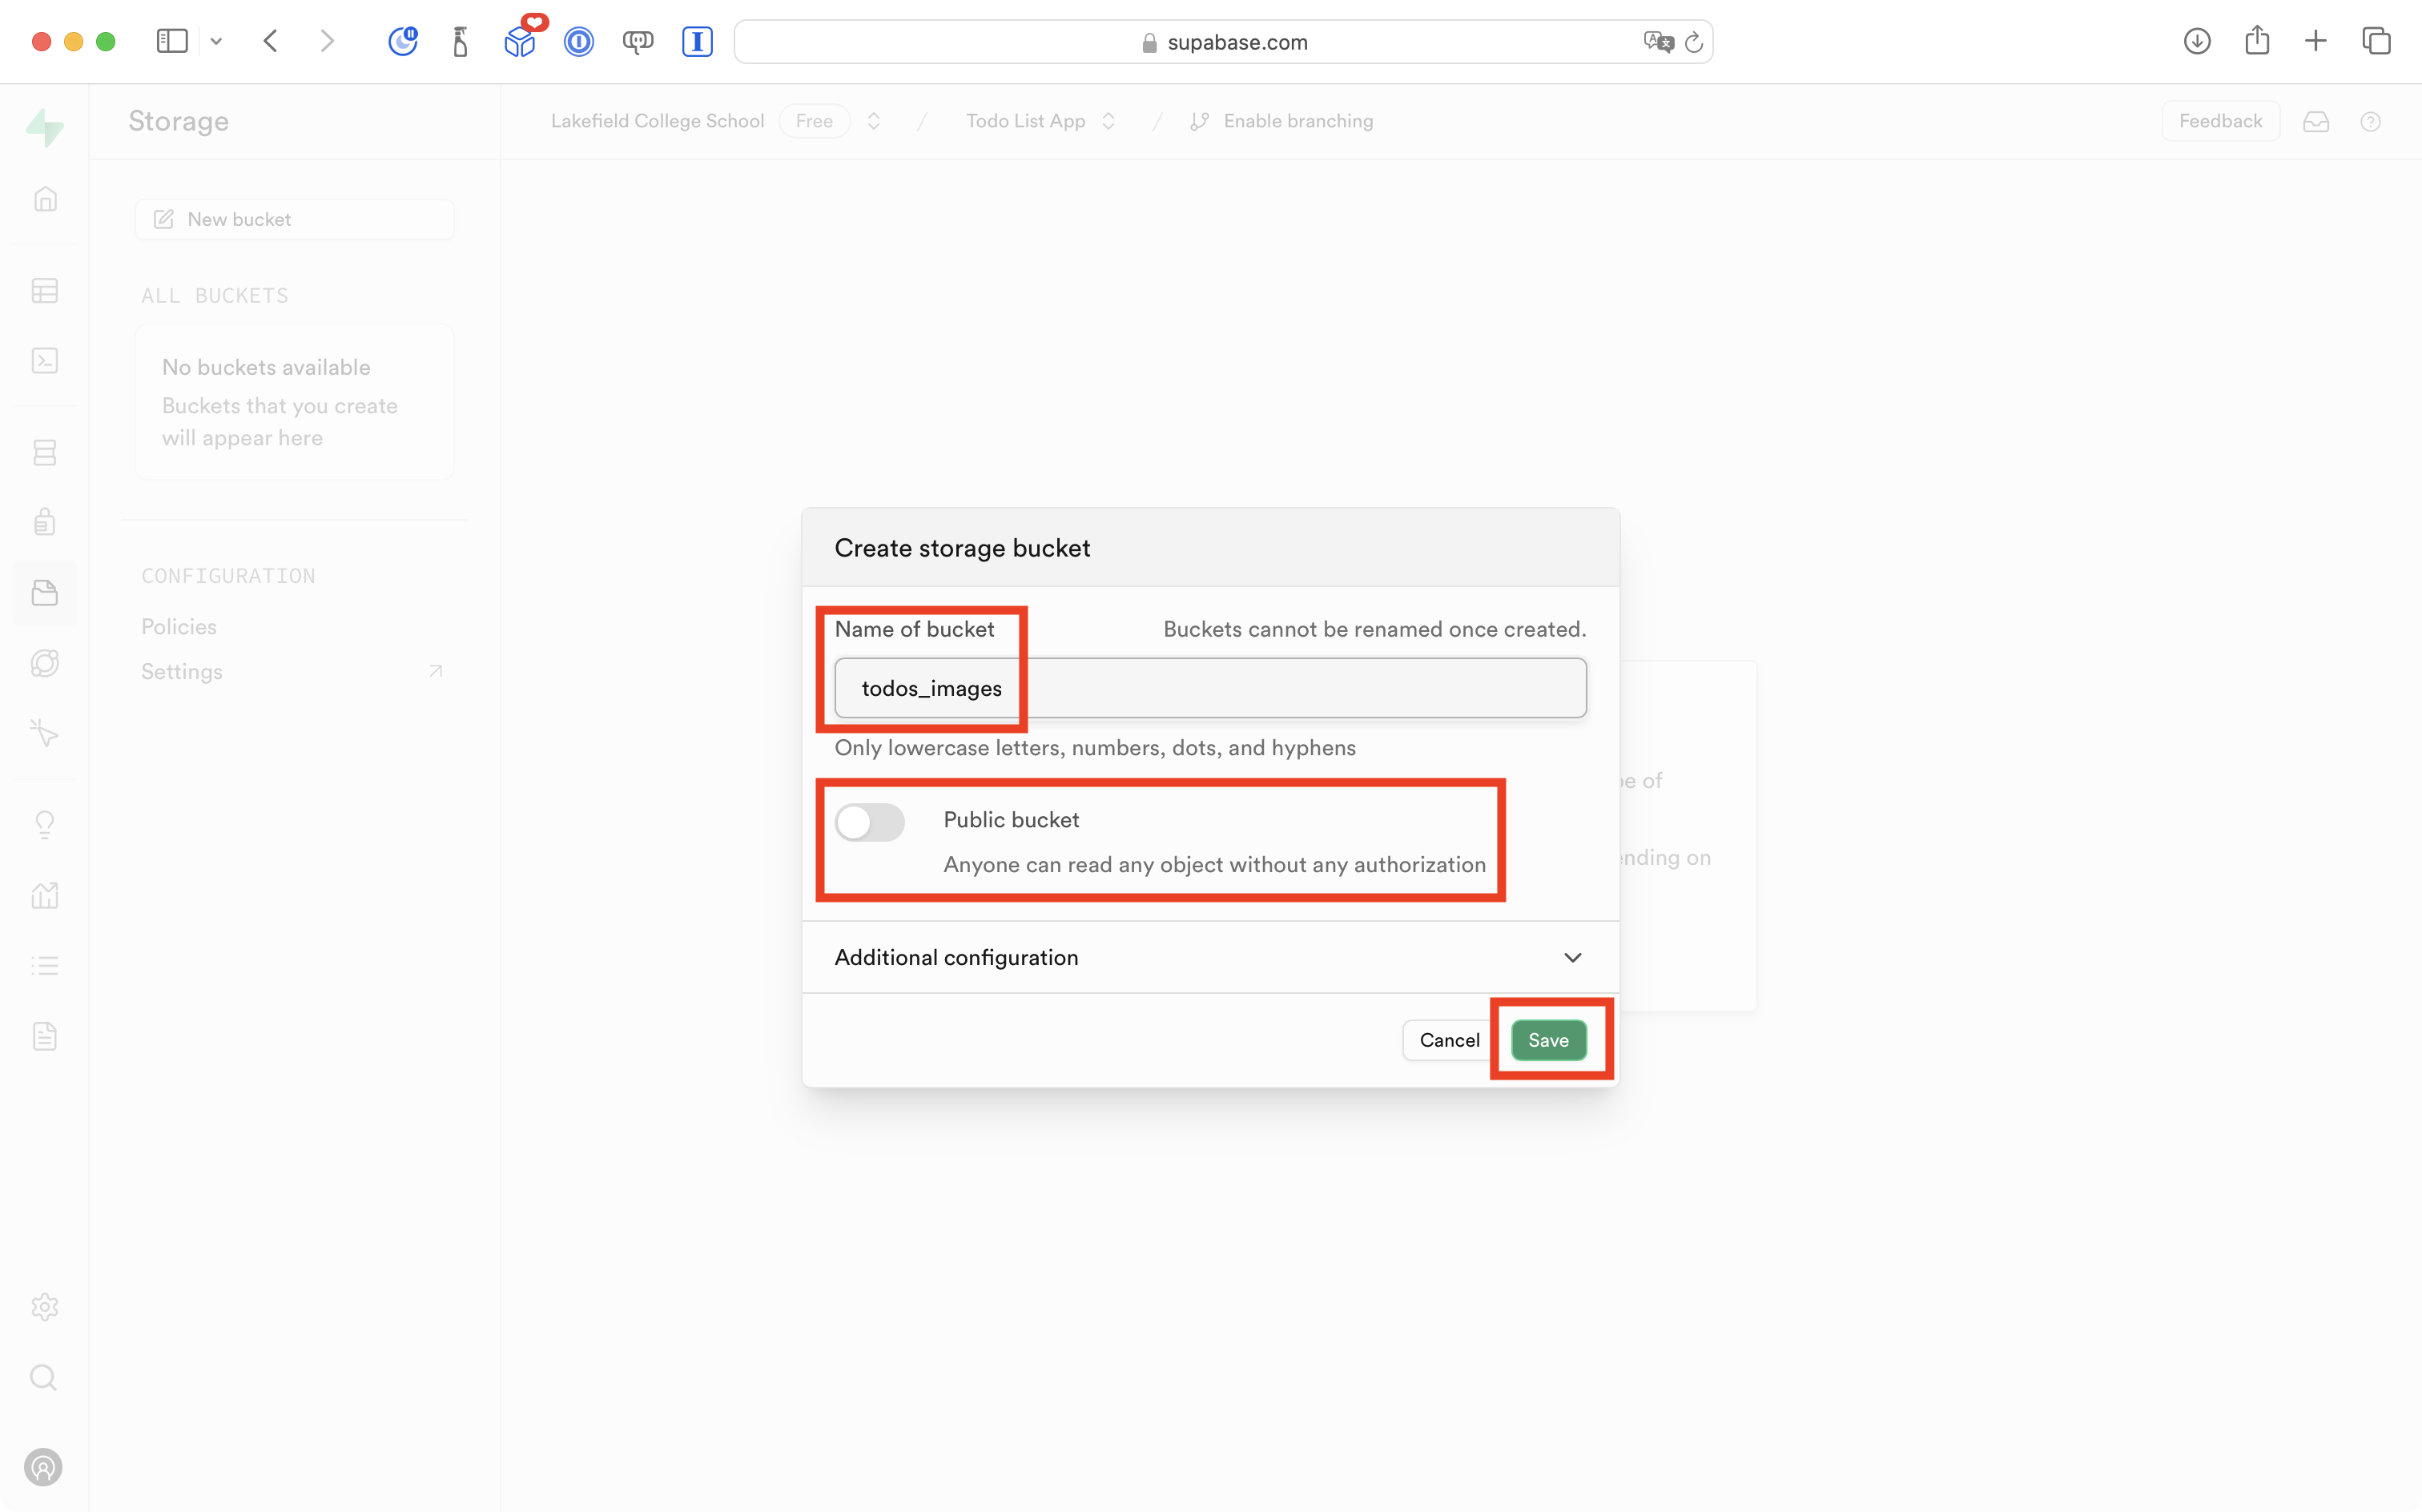 supabase.com
Storage
Lakefield College School Free / Todo List App / Enable branching
Feedback
New bucket
ALL BUCKETS
No buckets available
Buckets that you create
will appear here
CONFIGURATION
Policies
Settings
Create storage bucket
Name of bucket
Buckets cannot be renamed once created.
todos_images
Only lowercase letters, numbers, dots, and hyphens
Public bucket
Anyone can read any object without any authorization
Additional configuration
Cancel
Save
of
on